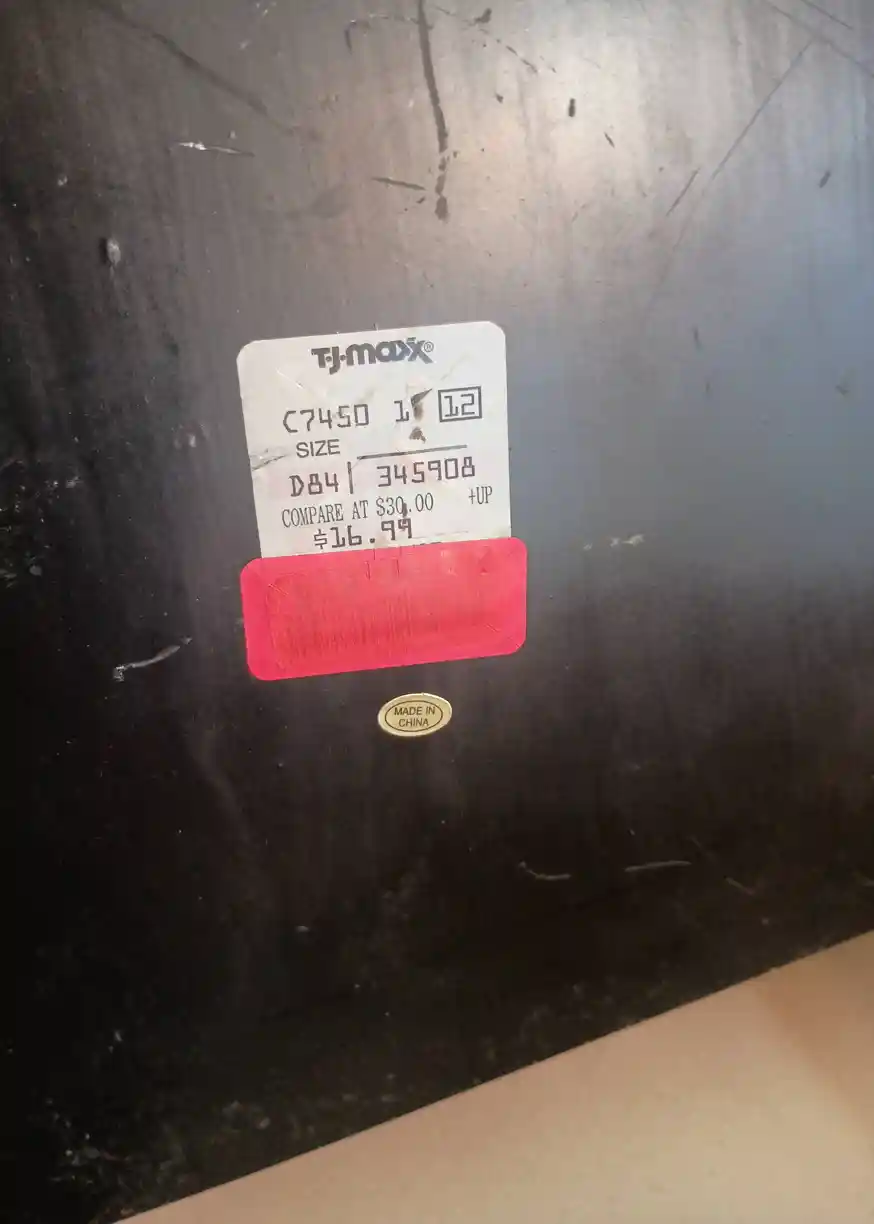 T·J·maxx®
C7450 1 12
SIZE
D84 345908
COMPARE AT $30.00 +UP
$16.99
MADE IN
CHINA